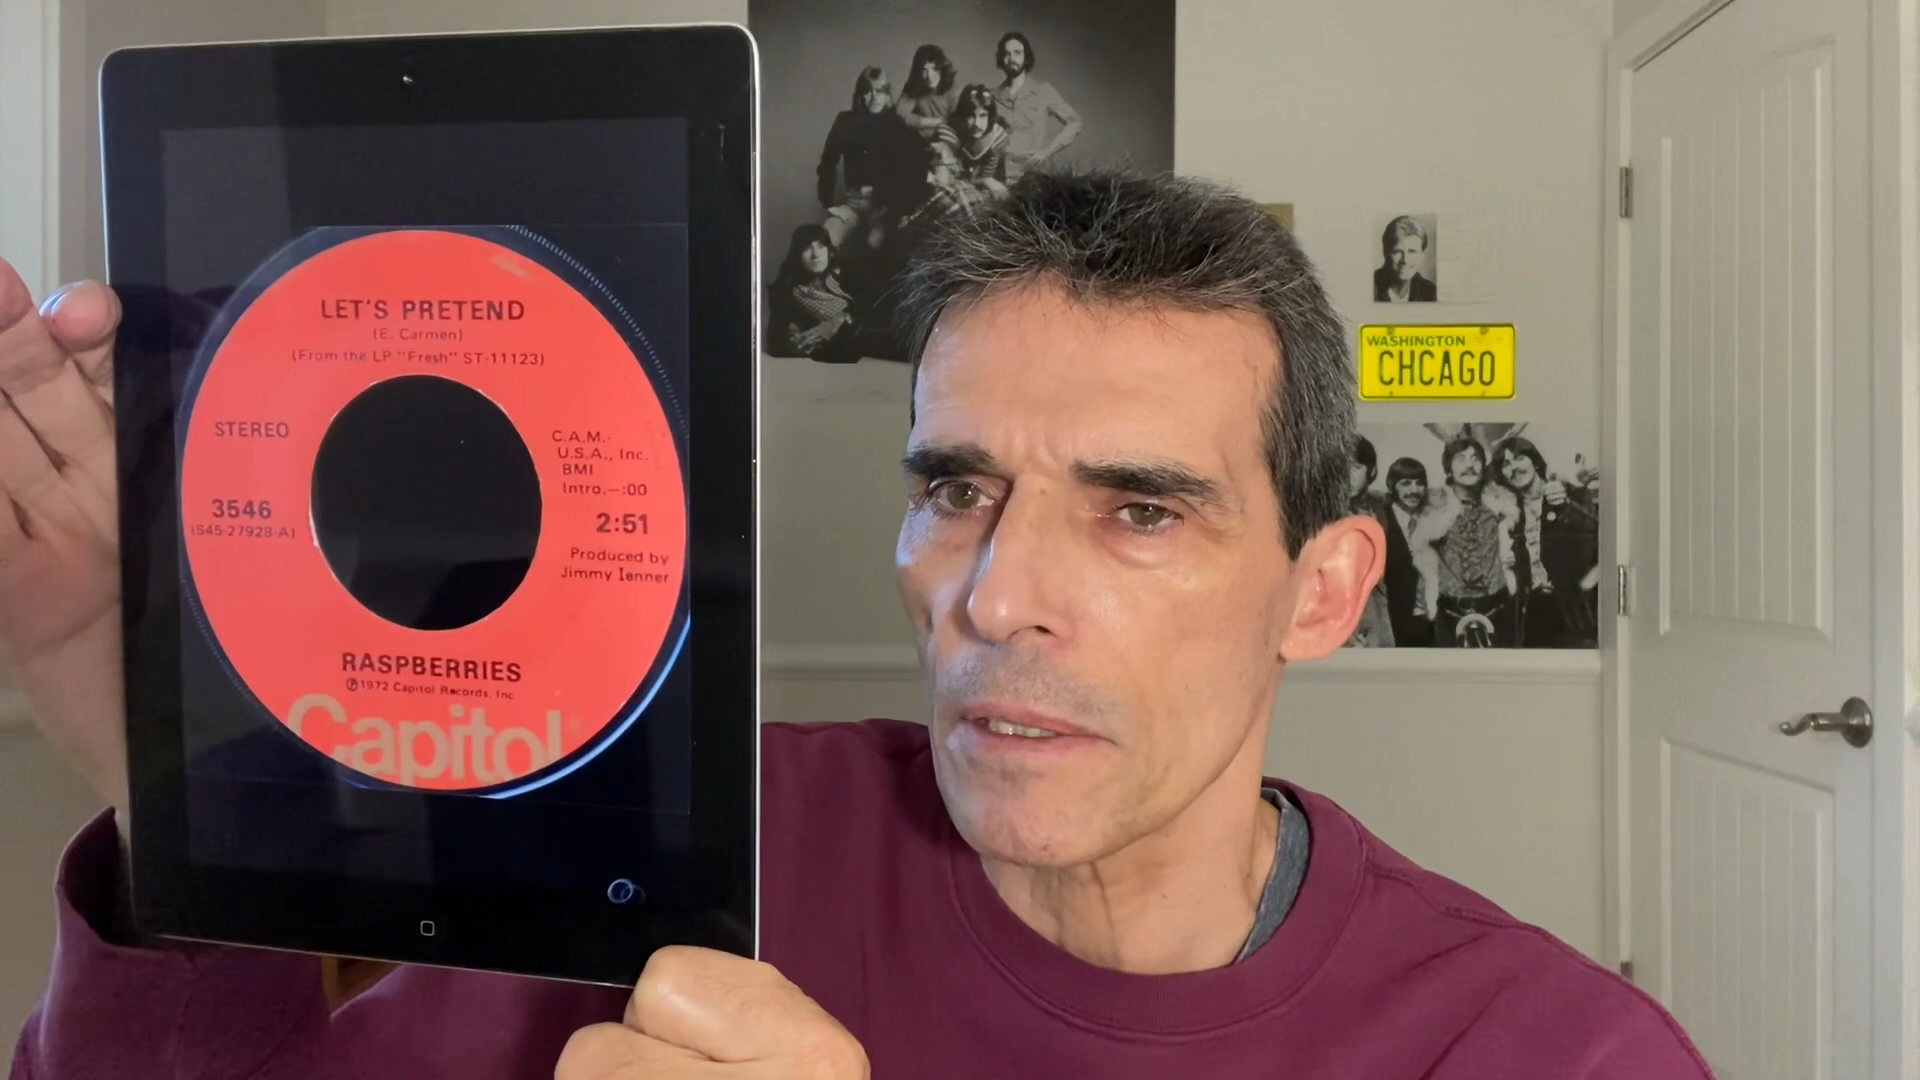 LET'S PRETEND
(E. Carmen)
(From the LP "Fresh" ST-11123)
STEREO
3546
(S45-27928-A)
C.A.M.-
U.S.A., Inc.
BMI
Intro.–:00
2:51
Produced by
Jimmy Ienner
RASPBERRIES
Ⓟ1972 Capitol Records, Inc
Capitol®
WASHINGTON
CHCAGO